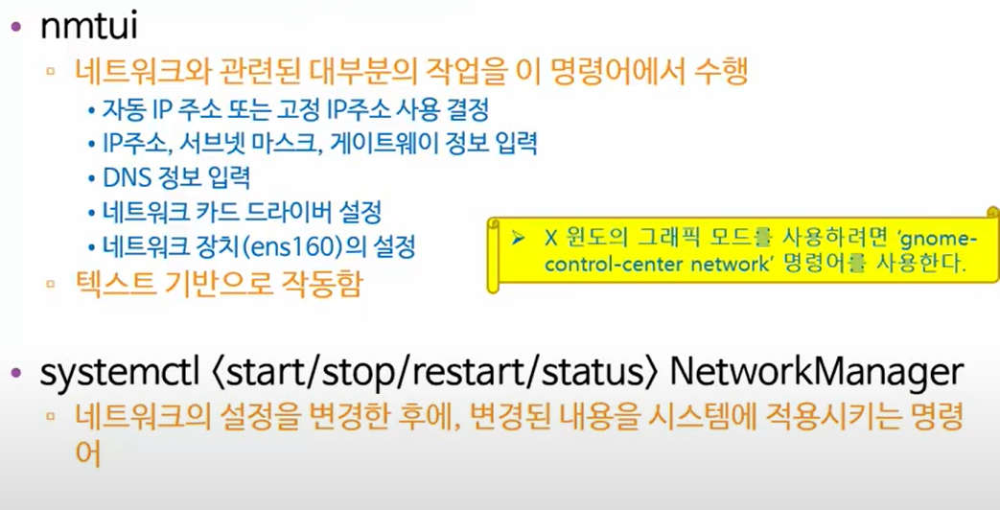 • nmtui
▫ 네트워크와 관련된 대부분의 작업을 이 명령어에서 수행
• 자동 IP 주소 또는 고정 IP주소 사용 결정
• IP주소, 서브넷 마스크, 게이트웨이 정보 입력
• DNS 정보 입력
• 네트워크 카드 드라이버 설정
• 네트워크 장치(ens160)의 설정
▫ 텍스트 기반으로 작동함
➢ X 윈도의 그래픽 모드를 사용하려면 ‘gnome-
control-center network’ 명령어를 사용한다.
• systemctl 〈start/stop/restart/status〉 NetworkManager
▫ 네트워크의 설정을 변경한 후에, 변경된 내용을 시스템에 적용시키는 명령
어